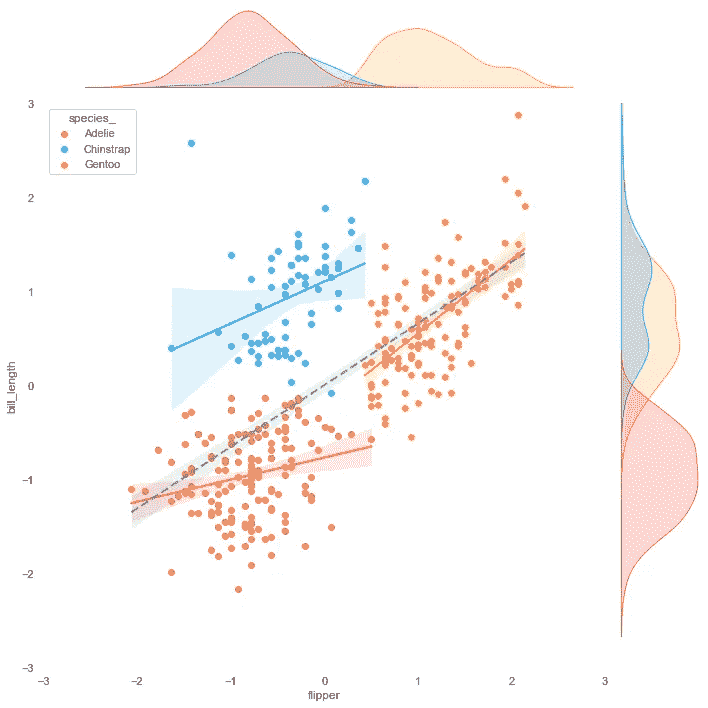 3
species_
Adelie
Chinstrap
Gentoo
2
1
0
−1
−2
−3
bill_length
−3
−2
−1
0
1
2
3
flipper